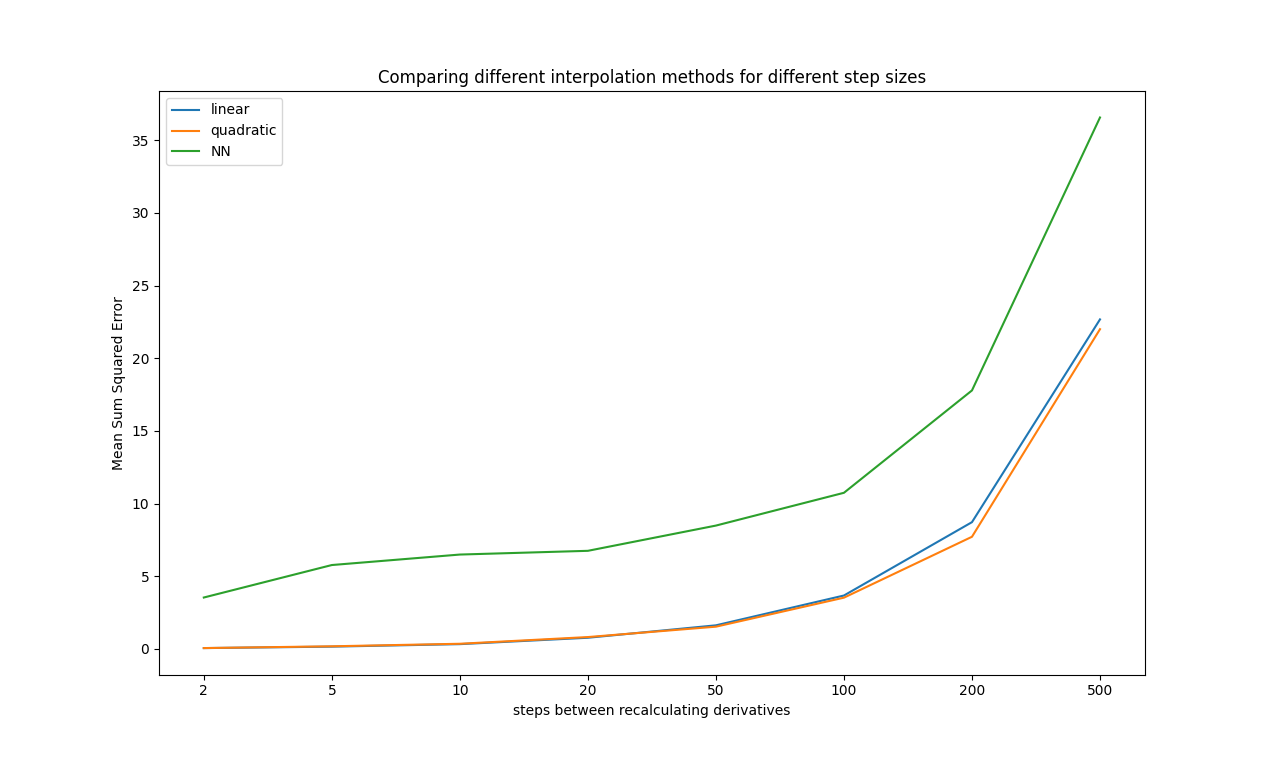 Comparing different interpolation methods for different step sizes
linear
quadratic
NN
35
30
25
20
15
10
5
0
Mean Sum Squared Error
2 5 10 20 50 100 200 500
steps between recalculating derivatives